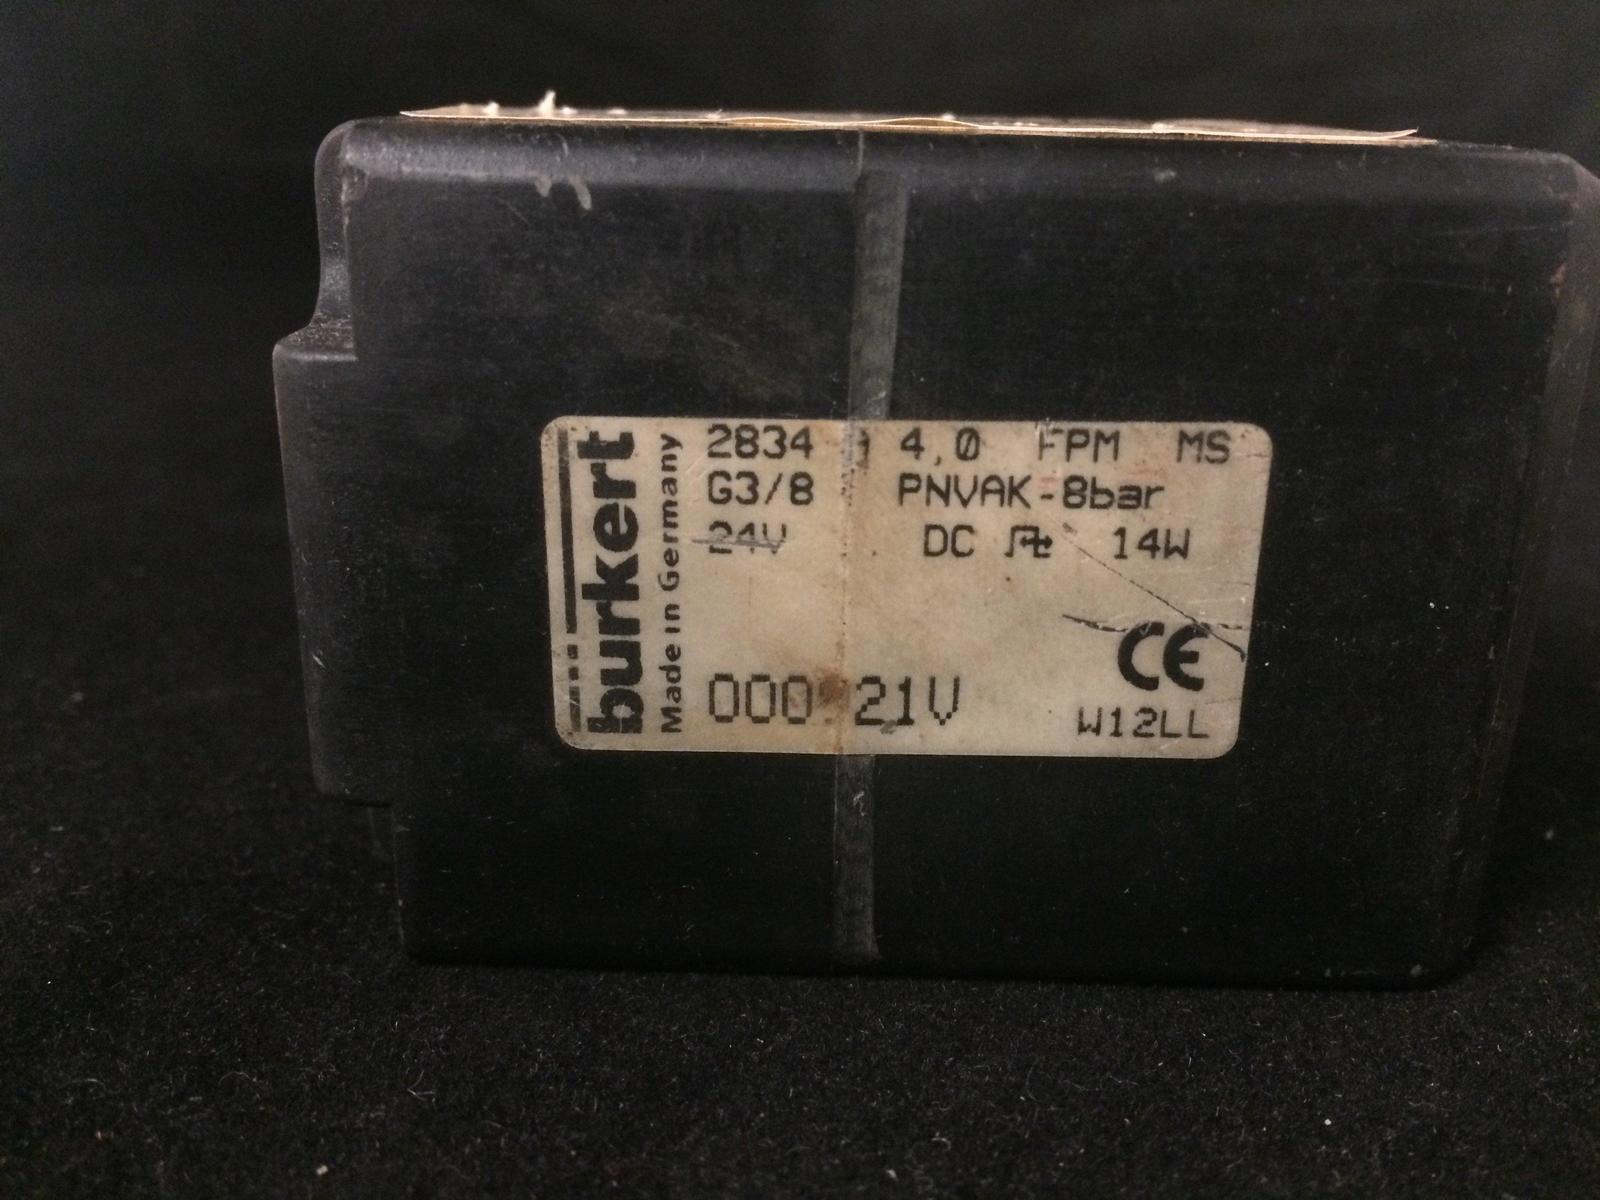 burkert
Made in Germany
2834 4,0 FPM MS
G3/8 PNVAK-8bar
24V DC 14W
CE
21V
W12LL